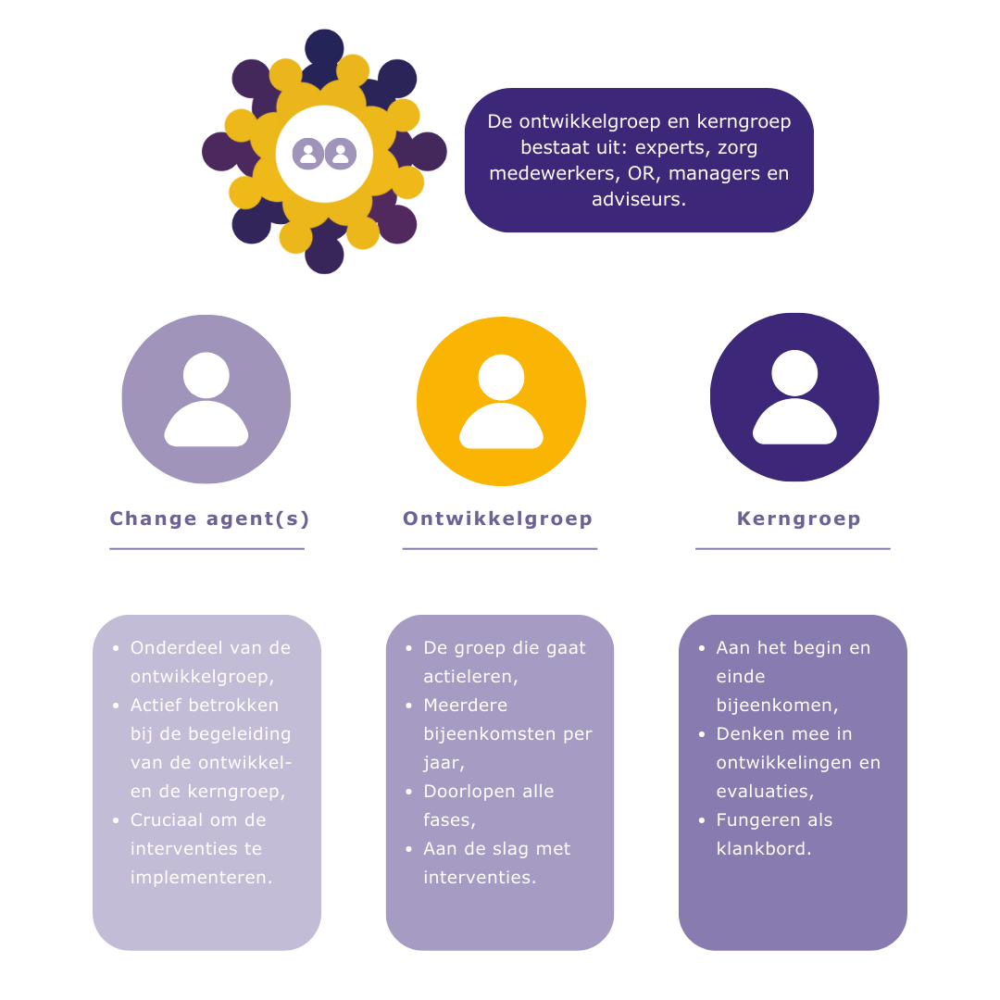 De ontwikkelgroep en kerngroep
bestaat uit: experts, zorg
medewerkers, OR, managers en
adviseurs.
Change agent(s)
Ontwikkelgroep
Kerngroep
• Onderdeel van de
ontwikkelgroep,
• Actief betrokken
bij de begeleiding
van de ontwikkel-
en de kerngroep,
• Cruciaal om de
interventies te
implementeren.
• De groep die gaat
actieleren,
• Meerdere
bijeenkomsten per
jaar,
• Doorlopen alle
fases,
• Aan de slag met
interventies.
• Aan het begin en
einde
bijeenkomen,
• Denken mee in
ontwikkelingen en
evaluaties,
• Fungeren als
klankbord.